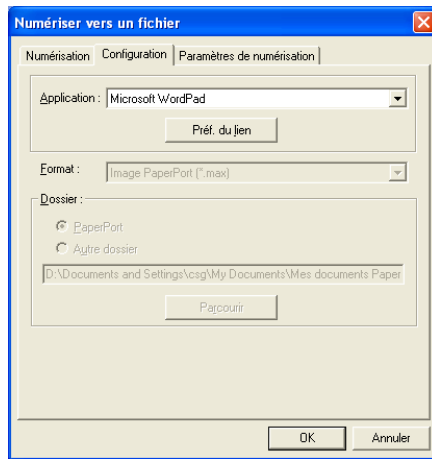 Numériser vers un fichier
Numérisation Configuration Paramètres de numérisation
Application : Microsoft WordPad
Préf. du lien
Format : Image PaperPort (*.max)
Dossier :
PaperPort
Autre dossier
D:\Documents and Settings\csg\My Documents\Mes documents Paper
Parcourir
OK Annuler